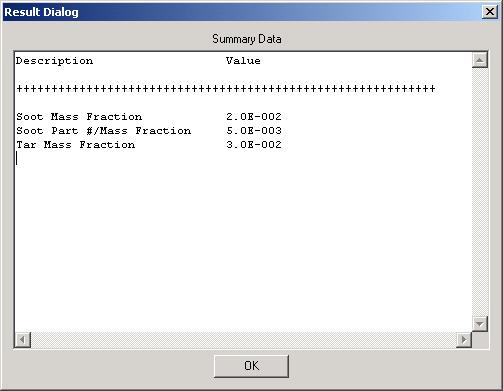 Result Dialog
Summary Data
Description Value
++++++++++++++++++++++++++++++++++++++++++++++++++++++++++++
Soot Mass Fraction 2.0E-002
Soot Part #/Mass Fraction 5.0E-003
Tar Mass Fraction 3.0E-002
OK